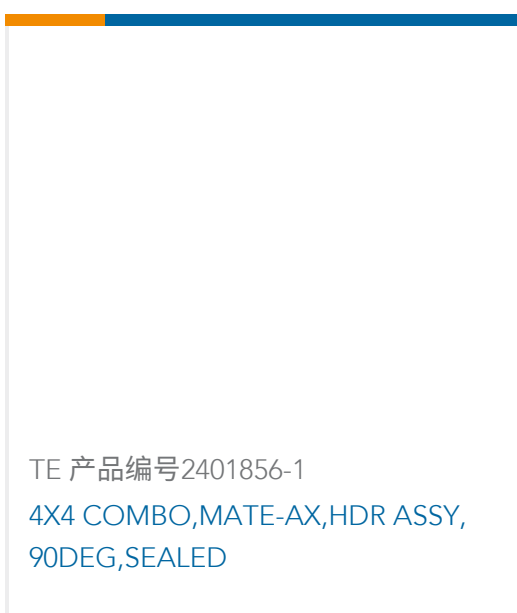 TE 产品编号2401856-1
4X4 COMBO,MATE-AX,HDR ASSY,
90DEG,SEALED